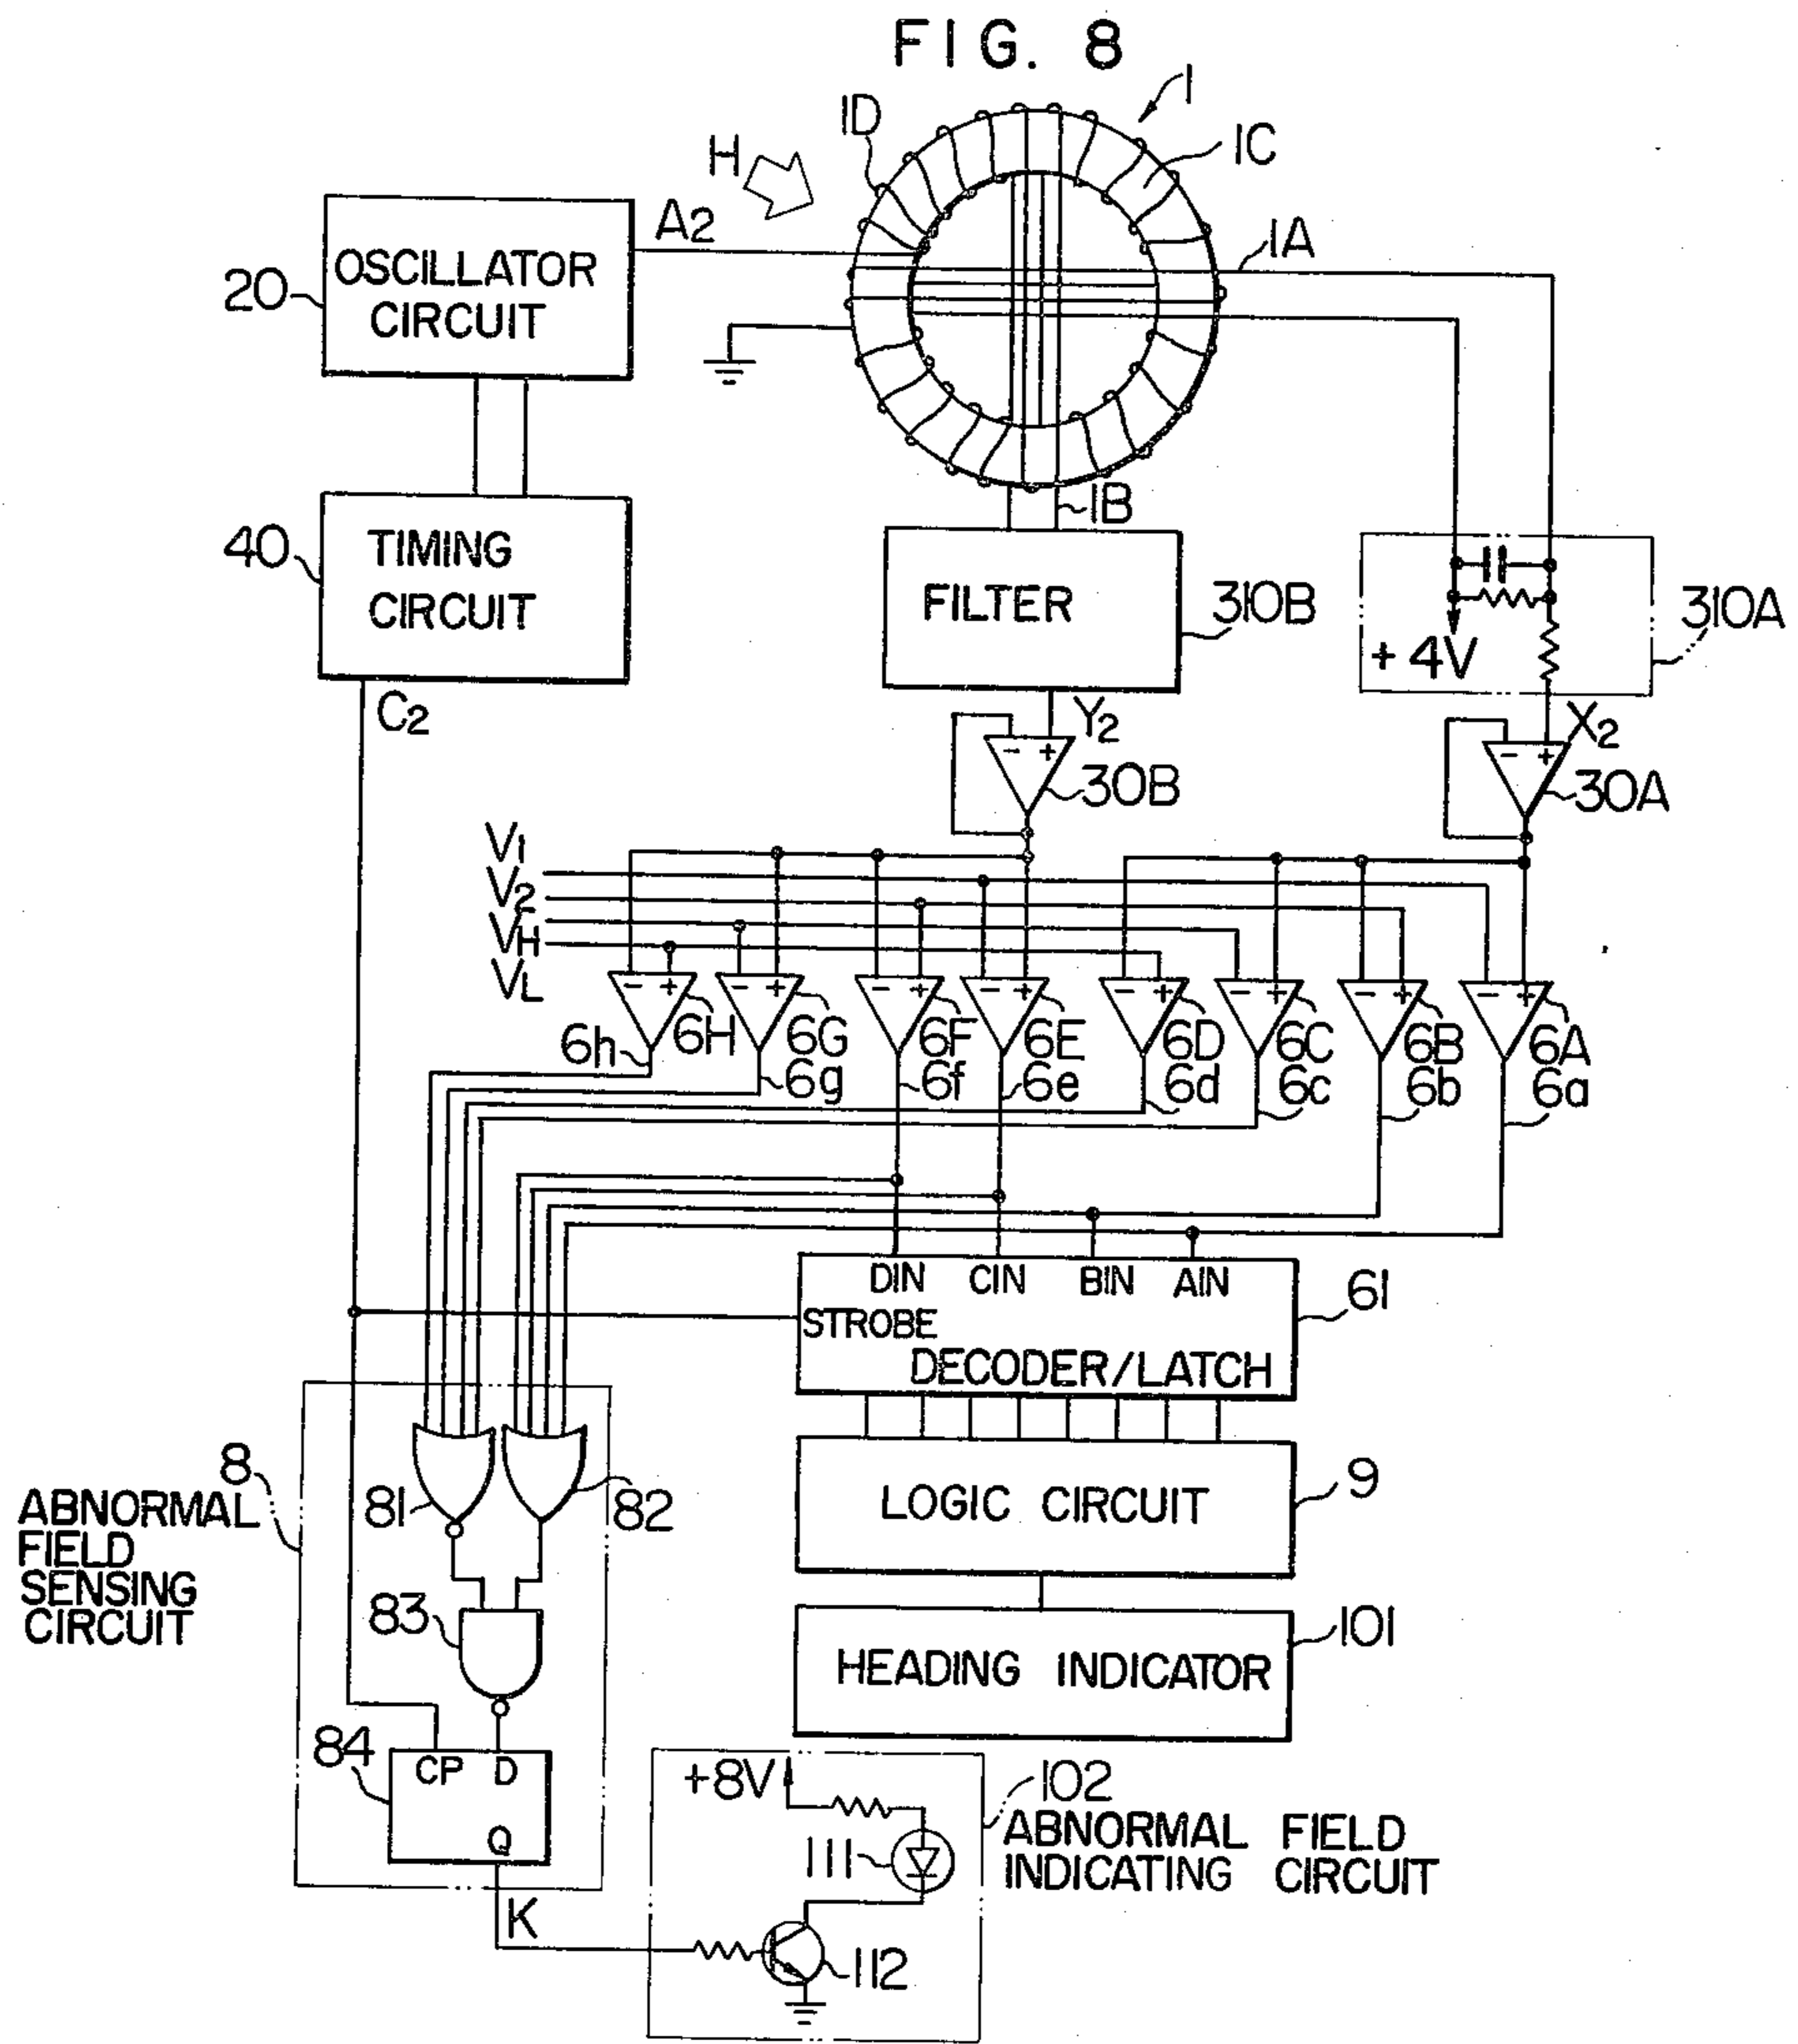 FIG. 8
1
1D
1C
H
A2
1A
OSCILLATOR
CIRCUIT
20
1B
40
TIMING
CIRCUIT
FILTER
310B
310A
+4V
C2
Y2
X2
- +
30B
- +
30A
V1
V2
VH
VL
- +
- +
- +
- +
- +
- +
- +
- +
6H
6G
6F
6E
6D
6C
6B
6A
6h
6g
6f
6e
6d
6c
6b
6a
DIN CIN BIN AIN
61
STROBE
DECODER/LATCH
8
81
82
LOGIC CIRCUIT
9
ABNORMAL
FIELD
SENSING
CIRCUIT
83
HEADING INDICATOR
101
84
CP D
Q
+8V
102
ABNORMAL FIELD
INDICATING CIRCUIT
111
K
112